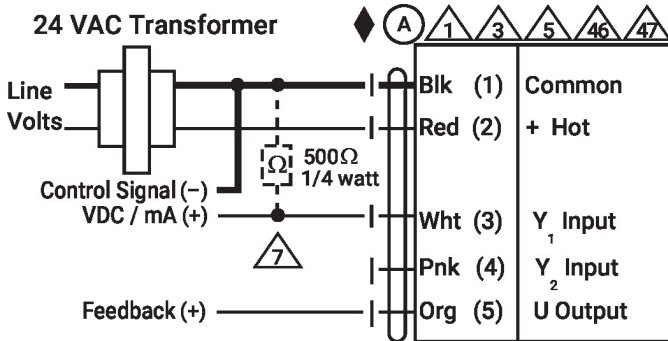 24 VAC Transformer
A 1 3 5 46 47
Line
Volts
Blk (1) Common
Red (2) + Hot
Ω 500Ω
1/4 watt
Control Signal (−)
VDC / mA (+)
Wht (3) Y1 Input
7
Pnk (4) Y2 Input
Feedback (+)
Org (5) U Output